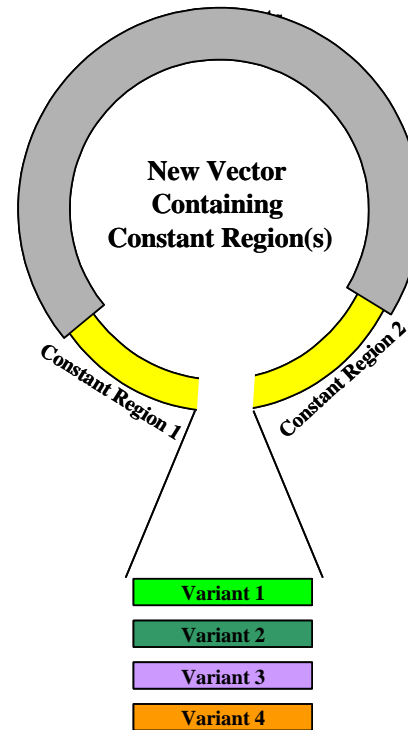 New Vector
Containing
Constant Region(s)
Constant Region 1
Constant Region 2
Variant 1
Variant 2
Variant 3
Variant 4